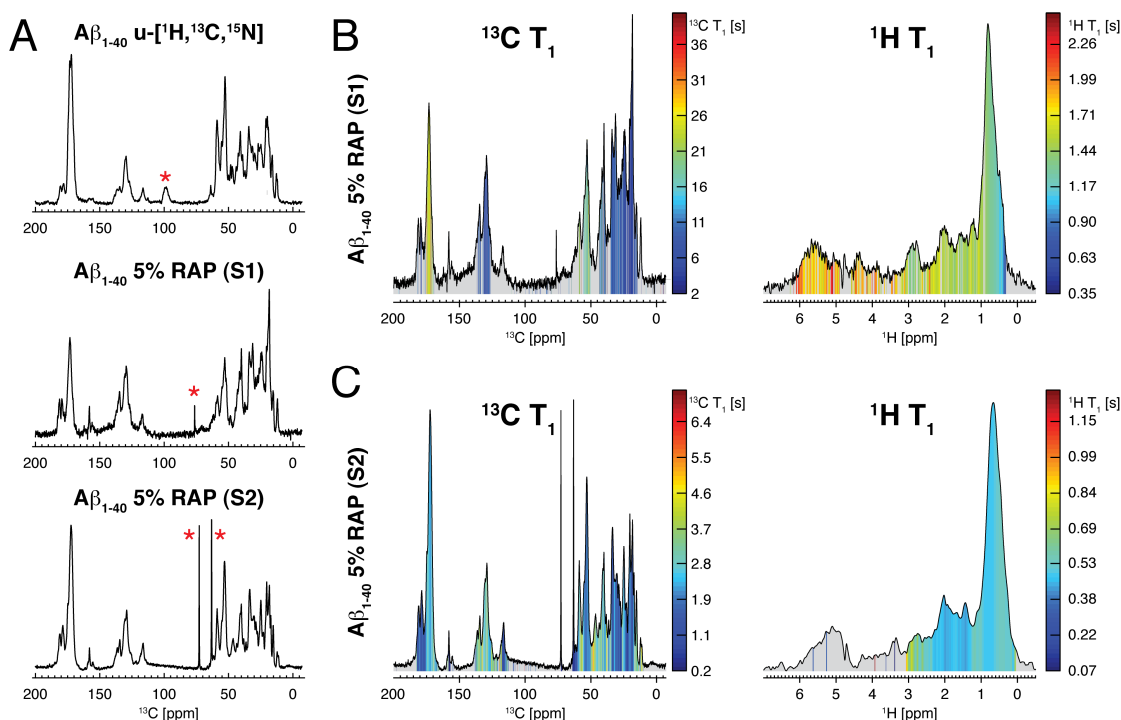 A
Aβ1-40 u-[¹H,¹³C,¹⁵N]
*
200 150 100 50 0
Aβ1-40 5% RAP (S1)
*
200 150 100 50 0
Aβ1-40 5% RAP (S2)
* *
200 150 100 50 0
¹³C [ppm]
B
Aβ1-40 5% RAP (S1)
¹³C T1
¹³C T1 [s]
36
31
26
21
16
11
6
2
200 150 100 50 0
¹³C [ppm]
¹H T1
¹H T1 [s]
2.26
1.99
1.71
1.44
1.17
0.90
0.63
0.35
6 5 4 3 2 1 0
¹H [ppm]
C
Aβ1-40 5% RAP (S2)
¹³C T1
¹³C T1 [s]
6.4
5.5
4.6
3.7
2.8
1.9
1.1
0.2
200 150 100 50 0
¹³C [ppm]
¹H T1
¹H T1 [s]
1.15
0.99
0.84
0.69
0.53
0.38
0.22
0.07
6 5 4 3 2 1 0
¹H [ppm]